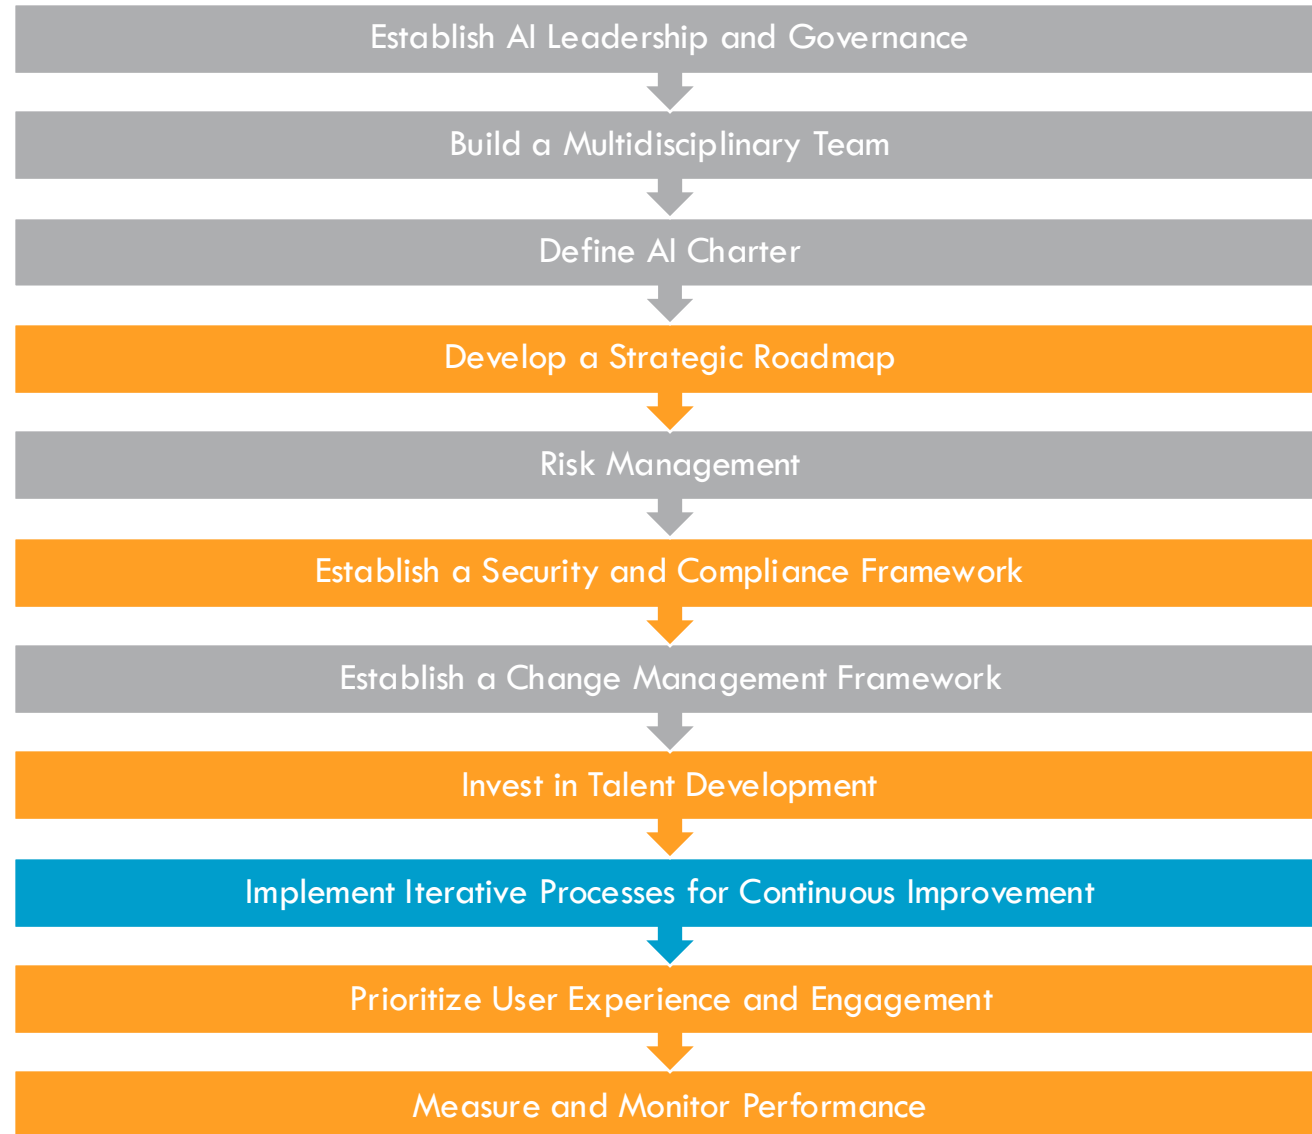 Establish AI Leadership and Governance
Build a Multidisciplinary Team
Define AI Charter
Develop a Strategic Roadmap
Risk Management
Establish a Security and Compliance Framework
Establish a Change Management Framework
Invest in Talent Development
Implement Iterative Processes for Continuous Improvement
Prioritize User Experience and Engagement
Measure and Monitor Performance